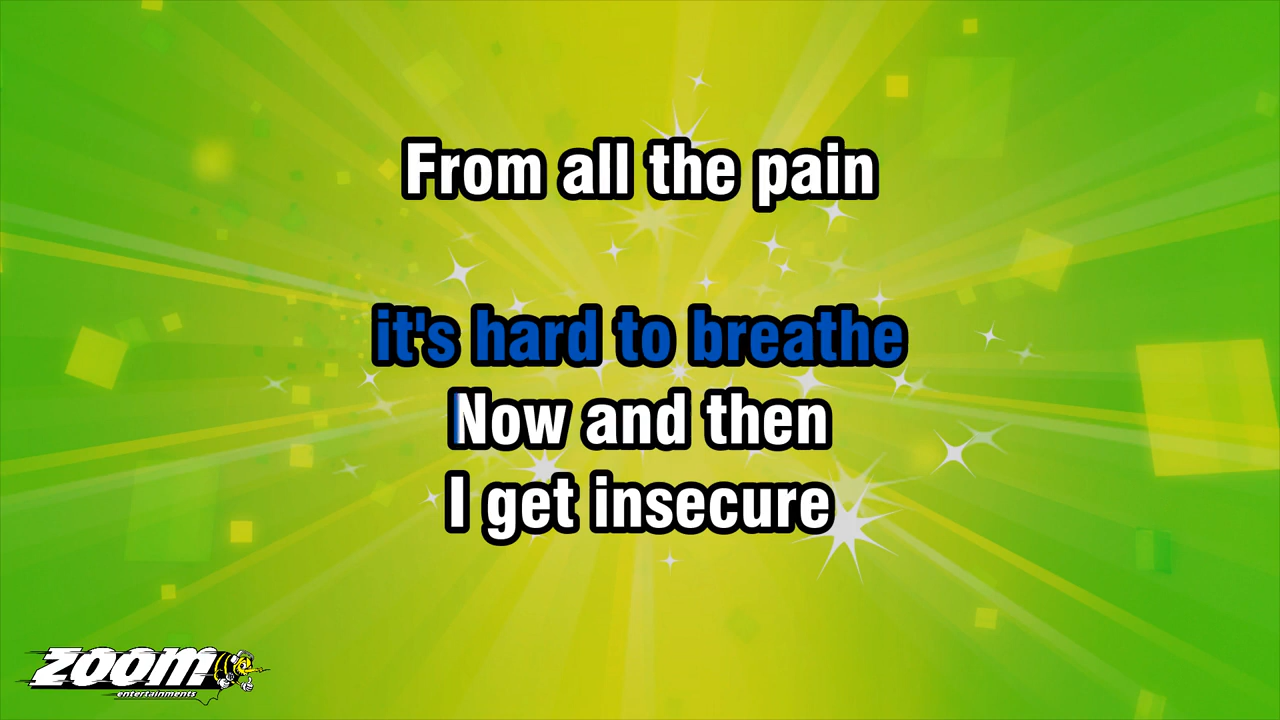 From all the pain
it's hard to breathe
Now and then
I get insecure
zoom
entertainments